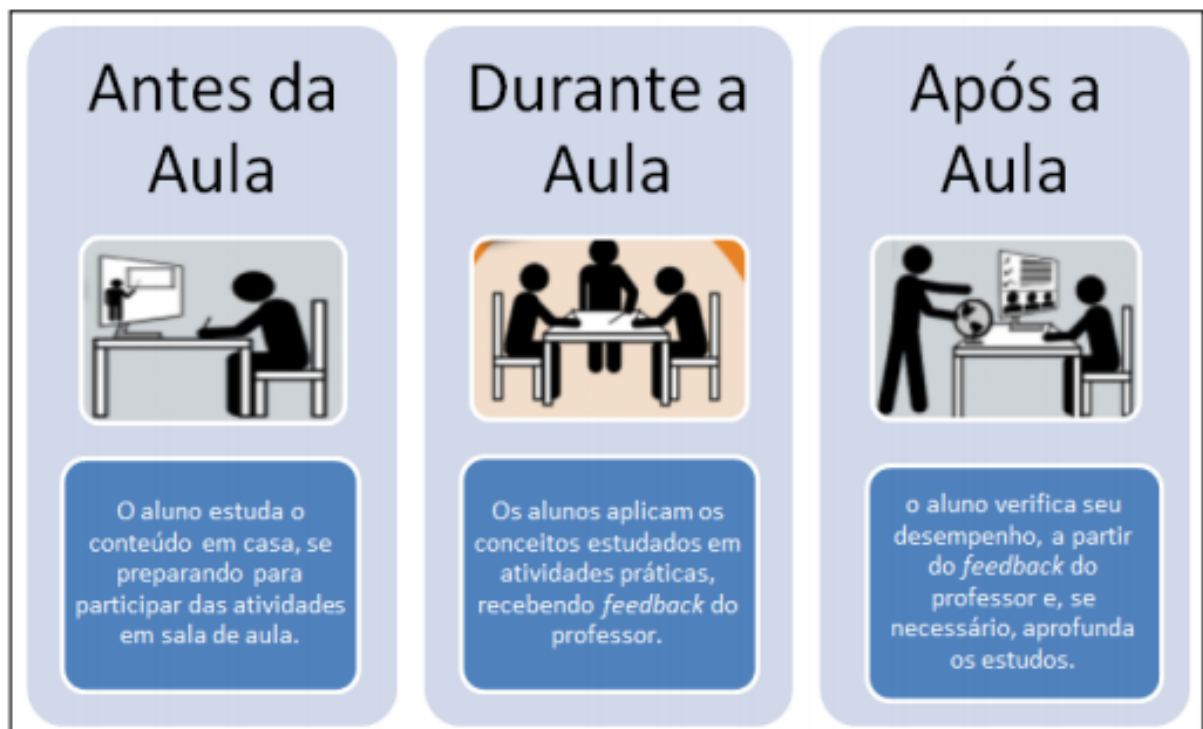 Antes da
Aula
O aluno estuda o
conteúdo em casa, se
preparando para
participar das atividades
em sala de aula.
Durante a
Aula
Os alunos aplicam os
conceitos estudados em
atividades práticas,
recebendo feedback do
professor.
Após a
Aula
o aluno verifica seu
desempenho, a partir
do feedback do
professor e, se
necessário, aprofunda
os estudos.